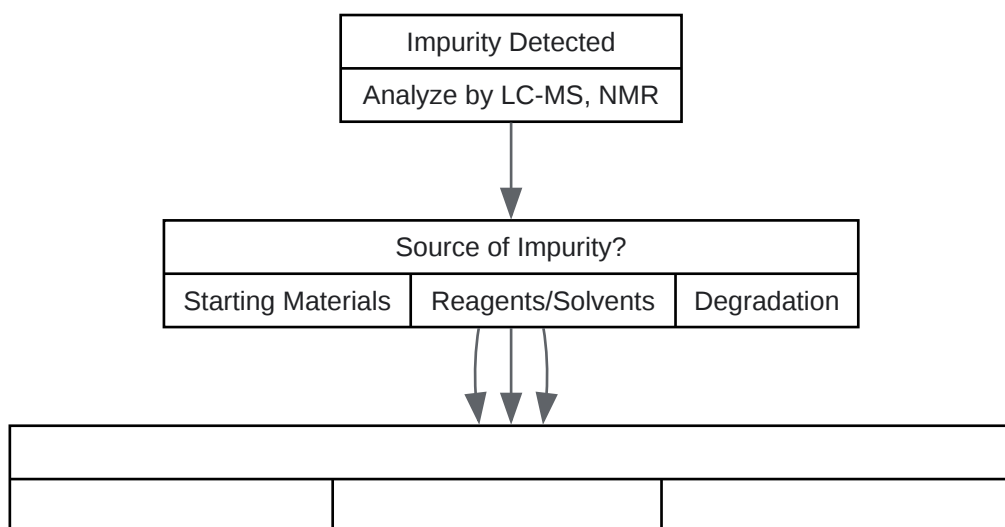 Impurity Detected
Analyze by LC-MS, NMR
Source of Impurity?
Starting Materials
Reagents/Solvents
Degradation